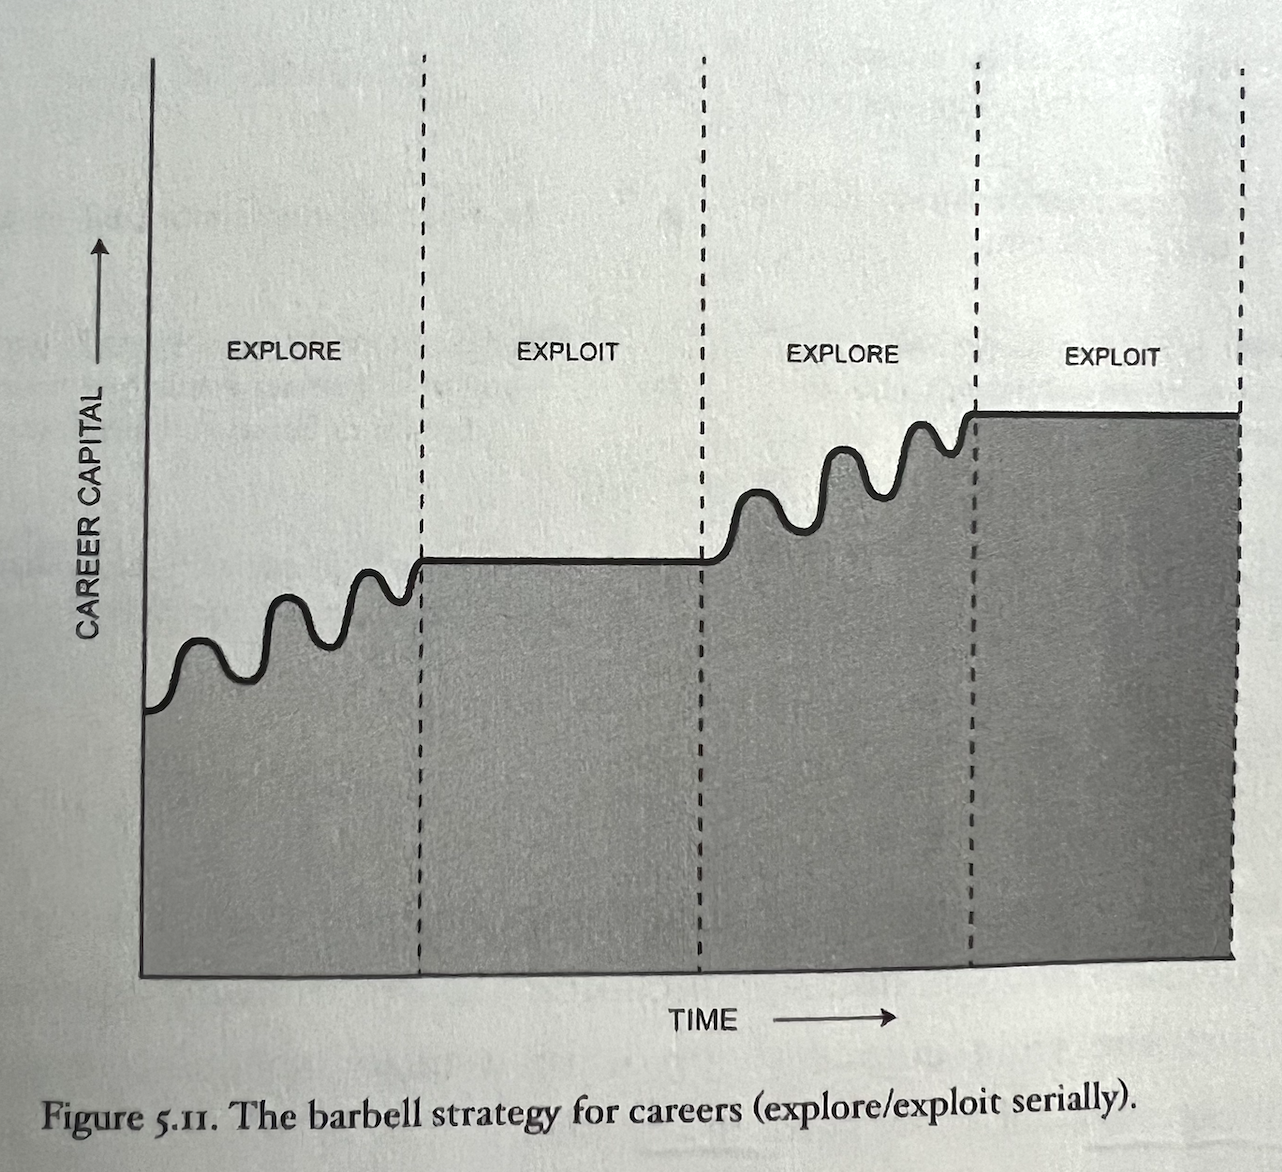 EXPLORE
EXPLOIT
EXPLORE
EXPLOIT
CAREER CAPITAL
TIME
Figure 5.11. The barbell strategy for careers (explore/exploit serially).